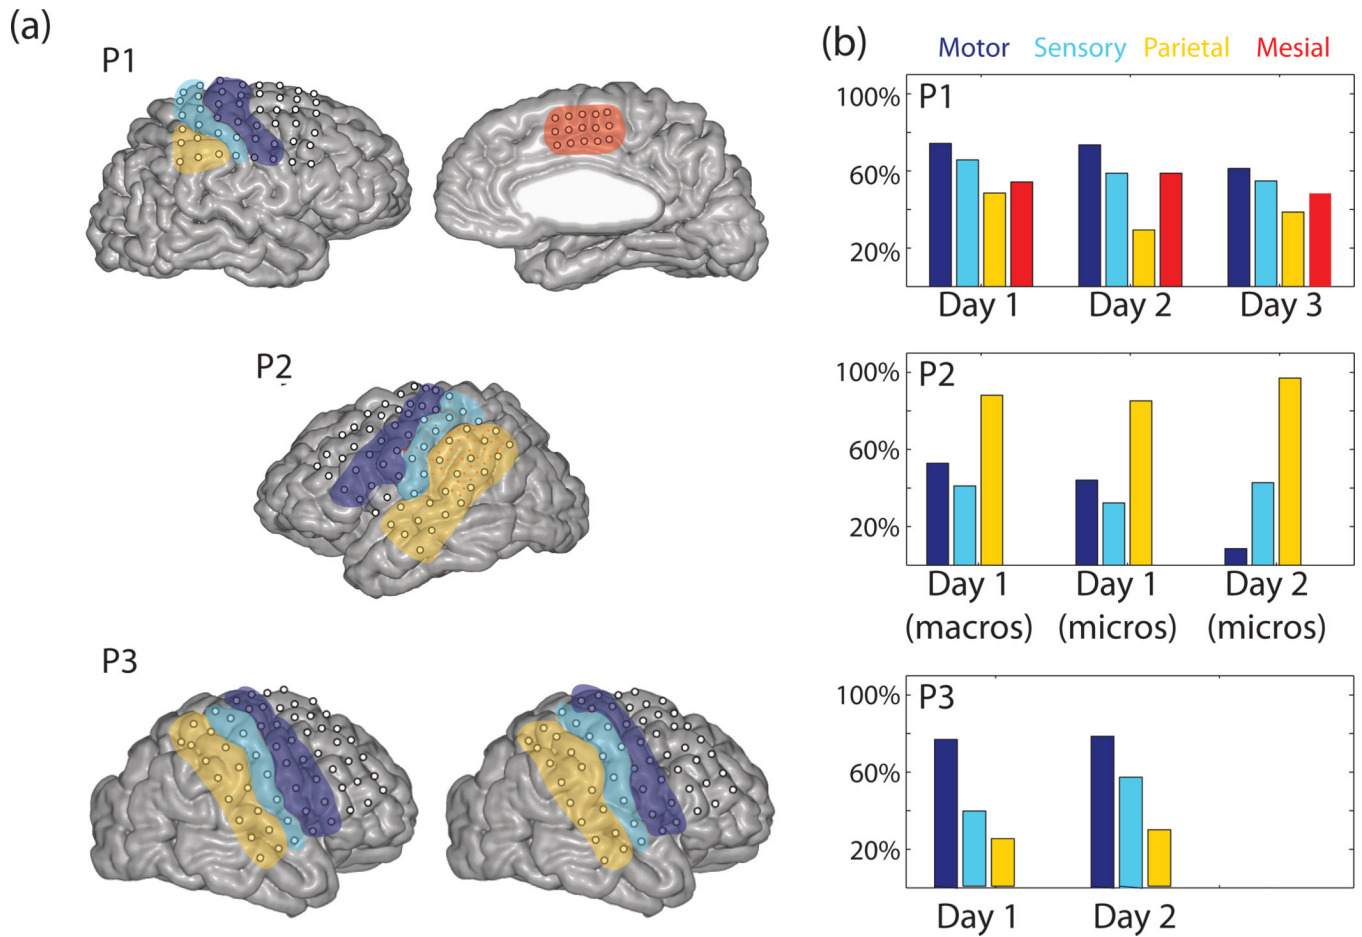 (a)
P1
P2
P3
(b)
Motor Sensory Parietal Mesial
P1
100%
60%
20%
Day 1 Day 2 Day 3
P2
100%
60%
20%
Day 1 Day 1 Day 2
(macros) (micros) (micros)
P3
100%
60%
20%
Day 1 Day 2